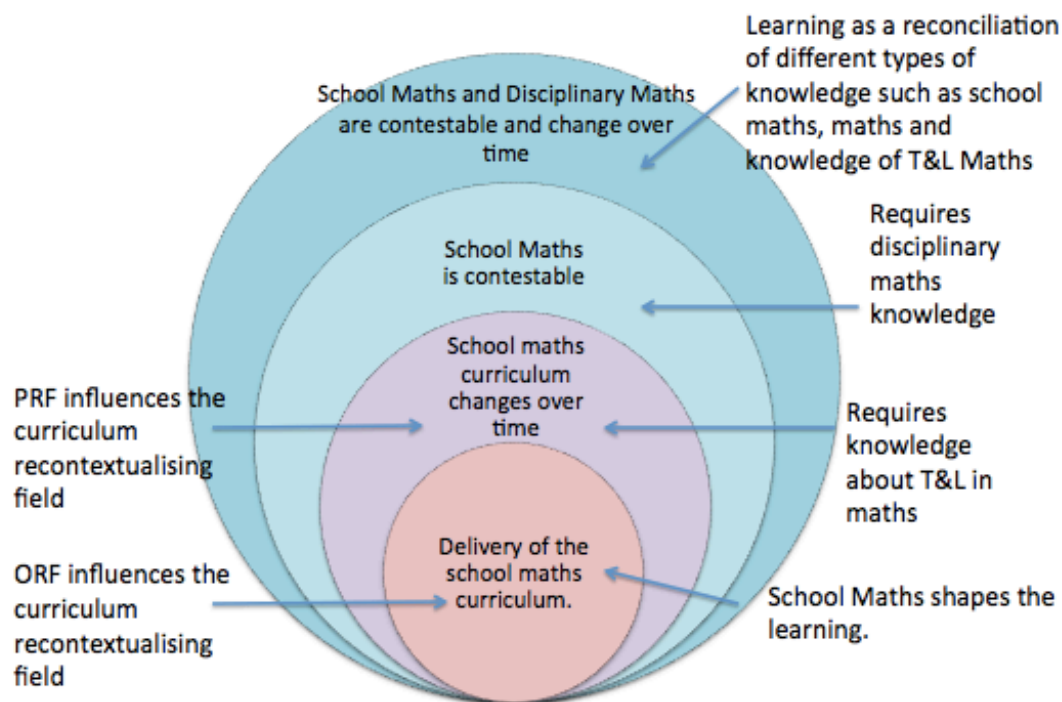 Learning as a reconciliation
of different types of
knowledge such as school
maths, maths and
knowledge of T&L Maths
School Maths and Disciplinary Maths
are contestable and change over
time
Requires
disciplinary
maths
knowledge
School Maths
is contestable
School maths
curriculum
changes over
time
PRF influences the
curriculum
recontextualising
field
Requires
knowledge
about T&L in
maths
Delivery of the
school maths
curriculum.
ORF influences the
curriculum
recontextualising
field
School Maths shapes the
learning.